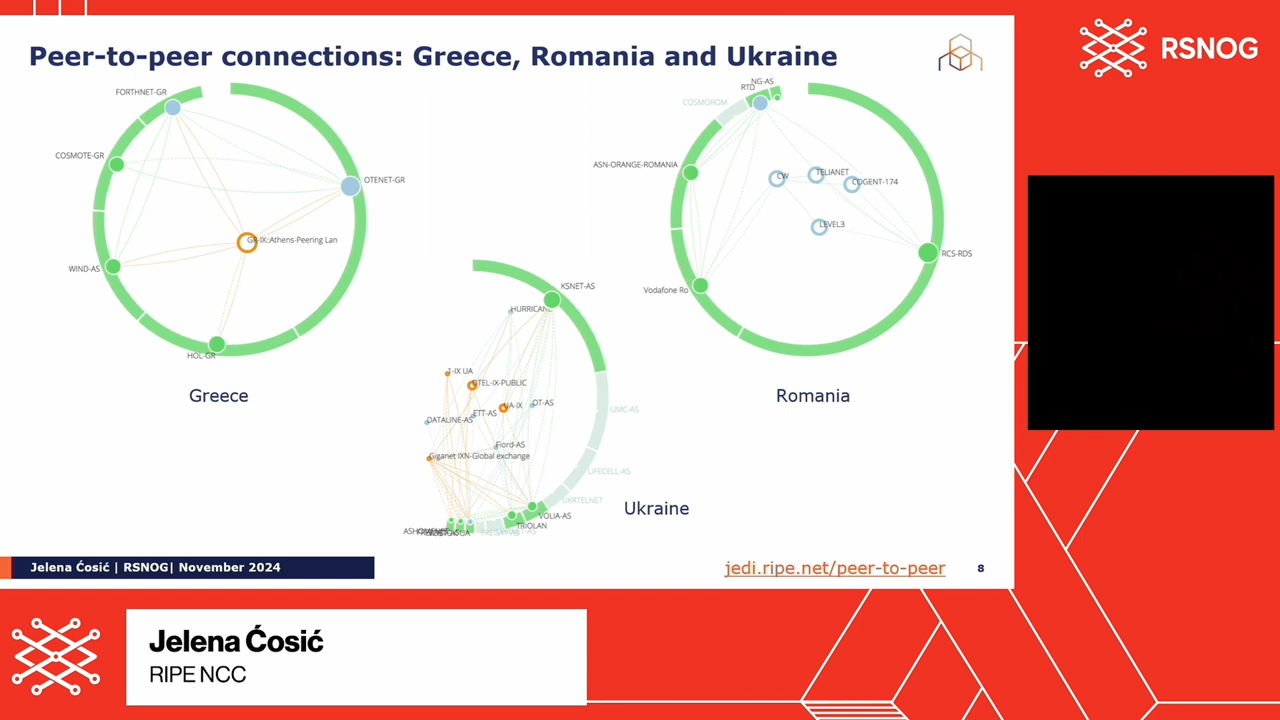 Peer-to-peer connections: Greece, Romania and Ukraine
RSNOG
FORTHNET-GR
COSMOTE-GR
OTENET-GR
GR-IX::Athens-Peering Lan
WIND-AS
HOL-GR
Greece
NG-AS
RTD
COSMOROM
ASN-ORANGE-ROMANIA
CW
TELIANET
COGENT-174
LEVEL3
RCS-RDS
Vodafone Ro
Romania
KSNET-AS
HURRICANE
1-IX UA
DTEL-IX-PUBLIC
UA-IX
OT-AS
ETT-AS
DATALINE-AS
UMC-AS
Fiord-AS
Giganet IXN-Global exchange
LIFECELL-AS
UKRTELNET
VOLIA-AS
TRIOLAN
Ukraine
Jelena Ćosić | RSNOG| November 2024
jedi.ripe.net/peer-to-peer
8
Jelena Ćosić
RIPE NCC